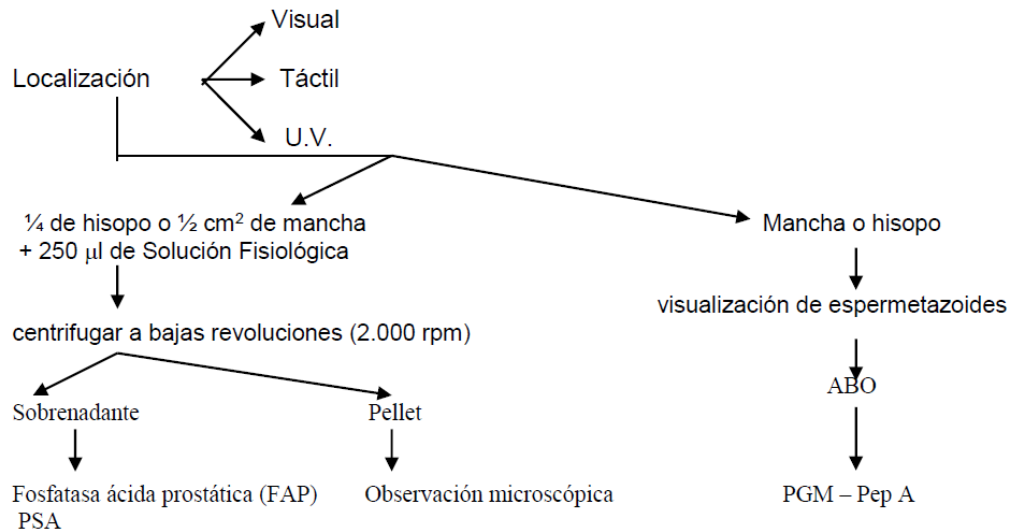 Visual
Localización
Táctil
U.V.
¼ de hisopo o ½ cm² de mancha
+ 250 µl de Solución Fisiológica
Mancha o hisopo
visualización de espermetazoides
centrifugar a bajas revoluciones (2.000 rpm)
ABO
Sobrenadante
Pellet
Fosfatasa ácida prostática (FAP)
PSA
Observación microscópica
PGM – Pep A